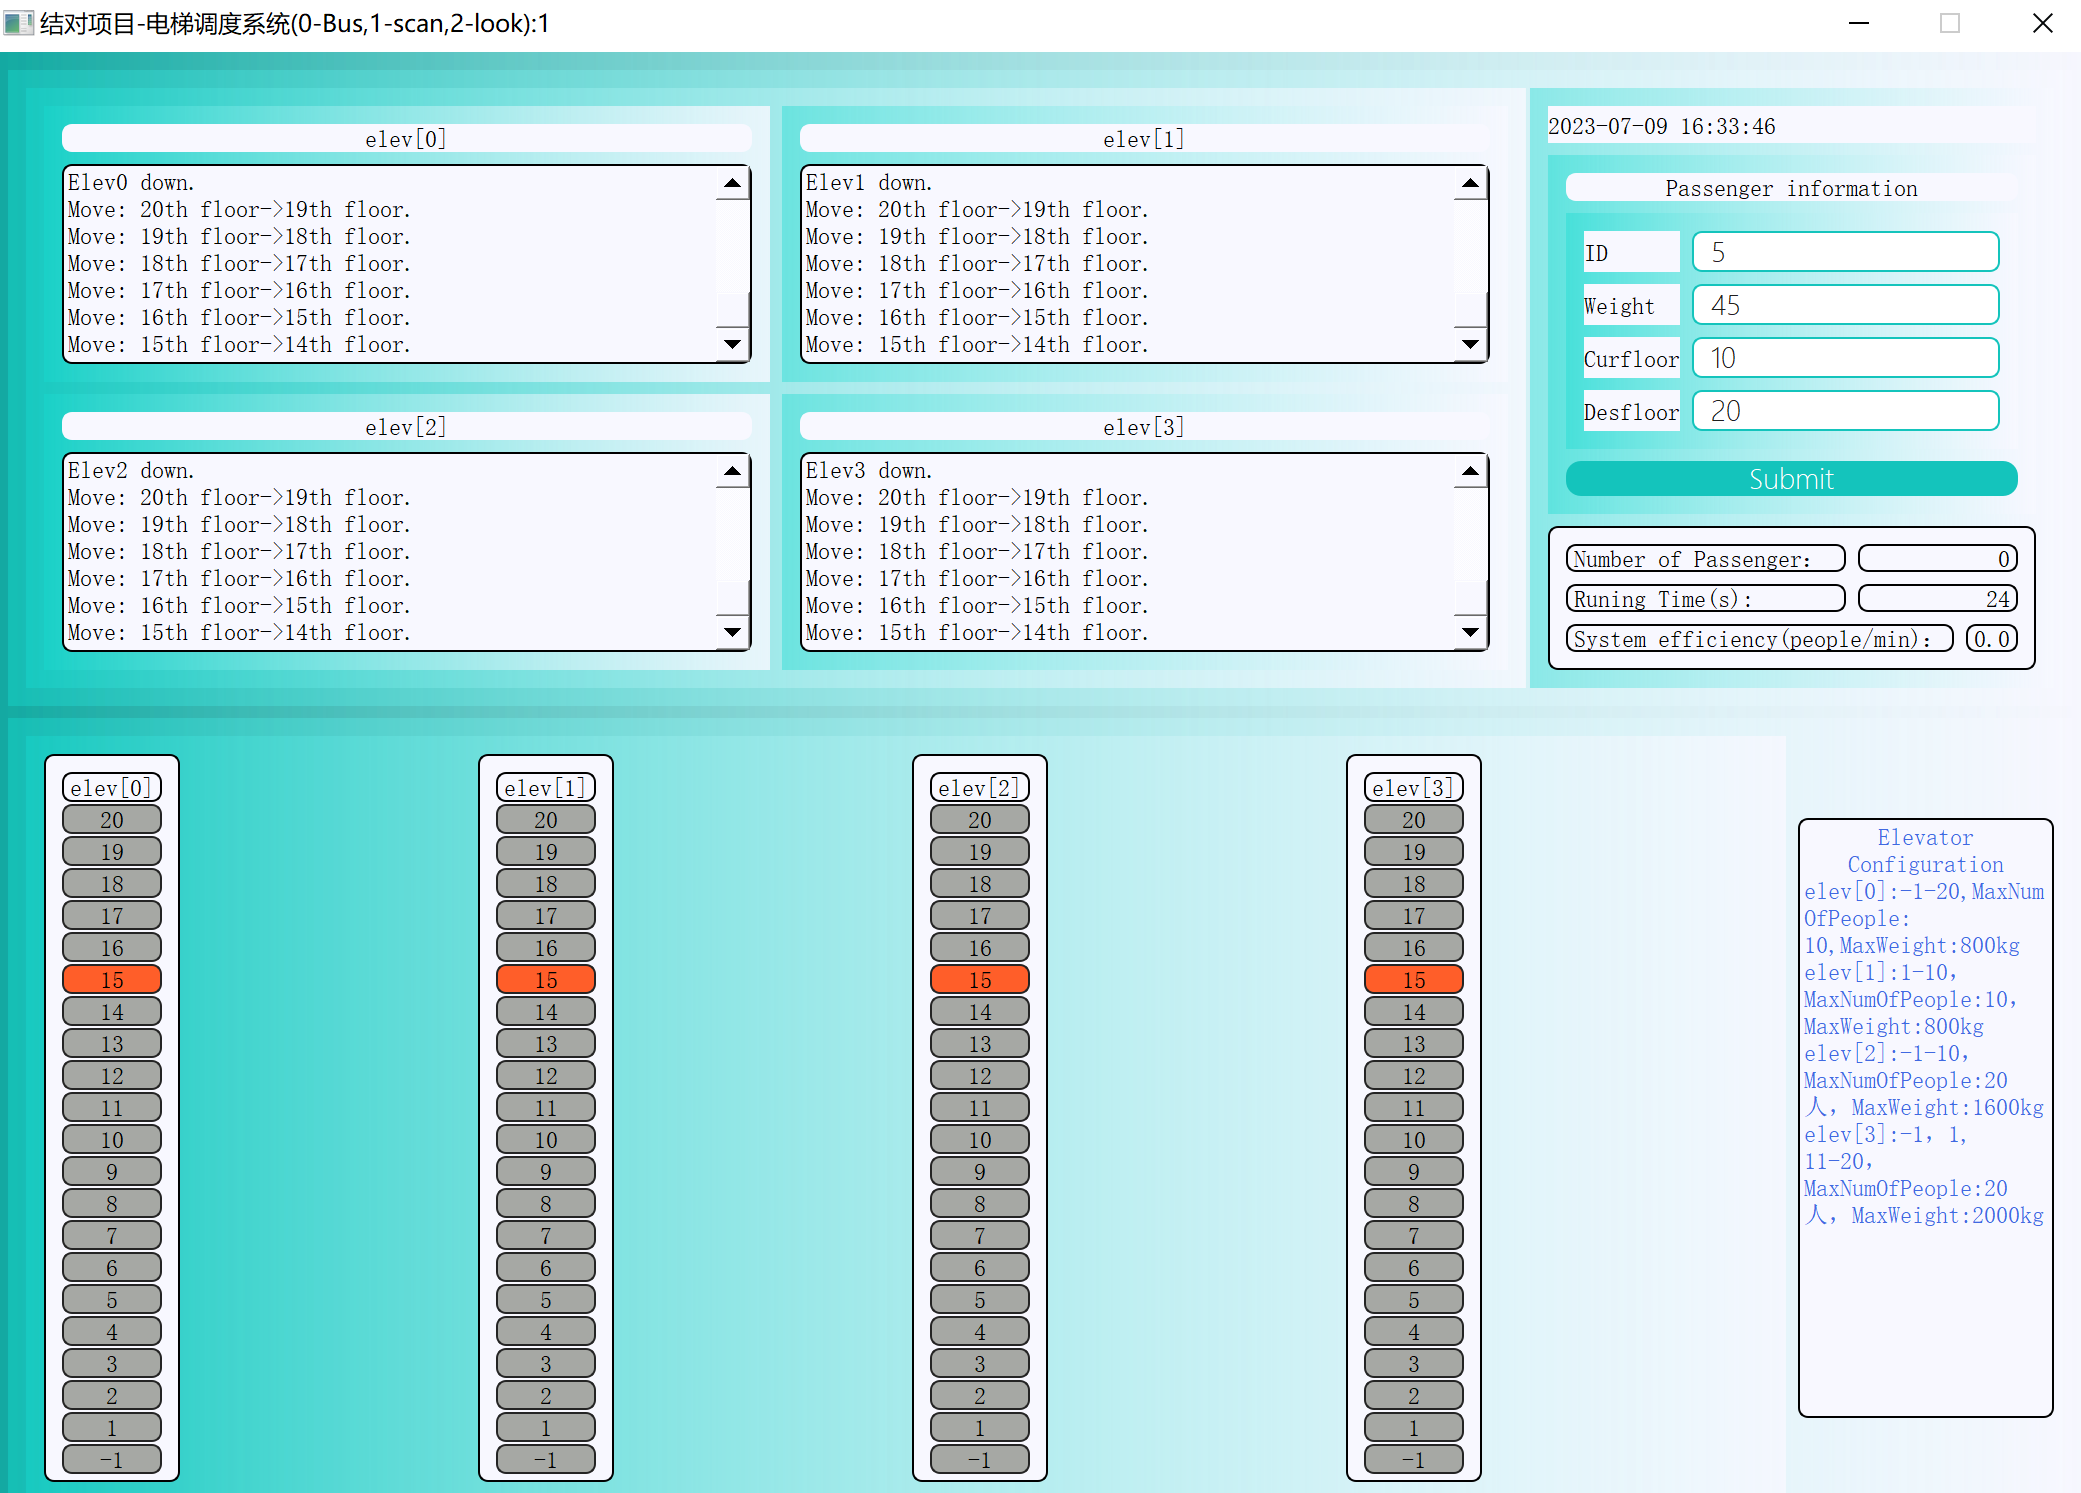 结对项目-电梯调度系统(0-Bus,1-scan,2-look):1
elev[0]
Elev0 down.
Move: 20th floor->19th floor.
Move: 19th floor->18th floor.
Move: 18th floor->17th floor.
Move: 17th floor->16th floor.
Move: 16th floor->15th floor.
Move: 15th floor->14th floor.
elev[1]
Elev1 down.
Move: 20th floor->19th floor.
Move: 19th floor->18th floor.
Move: 18th floor->17th floor.
Move: 17th floor->16th floor.
Move: 16th floor->15th floor.
Move: 15th floor->14th floor.
elev[2]
Elev2 down.
Move: 20th floor->19th floor.
Move: 19th floor->18th floor.
Move: 18th floor->17th floor.
Move: 17th floor->16th floor.
Move: 16th floor->15th floor.
Move: 15th floor->14th floor.
elev[3]
Elev3 down.
Move: 20th floor->19th floor.
Move: 19th floor->18th floor.
Move: 18th floor->17th floor.
Move: 17th floor->16th floor.
Move: 16th floor->15th floor.
Move: 15th floor->14th floor.
2023-07-09 16:33:46
Passenger information
ID 5
Weight 45
Curfloor 10
Desfloor 20
Submit
Number of Passenger: 0
Runing Time(s): 24
System efficiency(people/min): 0.0
elev[0]
20
19
18
17
16
15
14
13
12
11
10
9
8
7
6
5
4
3
2
1
-1
elev[1]
20
19
18
17
16
15
14
13
12
11
10
9
8
7
6
5
4
3
2
1
-1
elev[2]
20
19
18
17
16
15
14
13
12
11
10
9
8
7
6
5
4
3
2
1
-1
elev[3]
20
19
18
17
16
15
14
13
12
11
10
9
8
7
6
5
4
3
2
1
-1
Elevator
Configuration
elev[0]:-1-20,MaxNum
OfPeople:
10,MaxWeight:800kg
elev[1]:1-10，
MaxNumOfPeople:10，
MaxWeight:800kg
elev[2]:-1-10，
MaxNumOfPeople:20
人，MaxWeight:1600kg
elev[3]:-1，1，
11-20，
MaxNumOfPeople:20
人，MaxWeight:2000kg